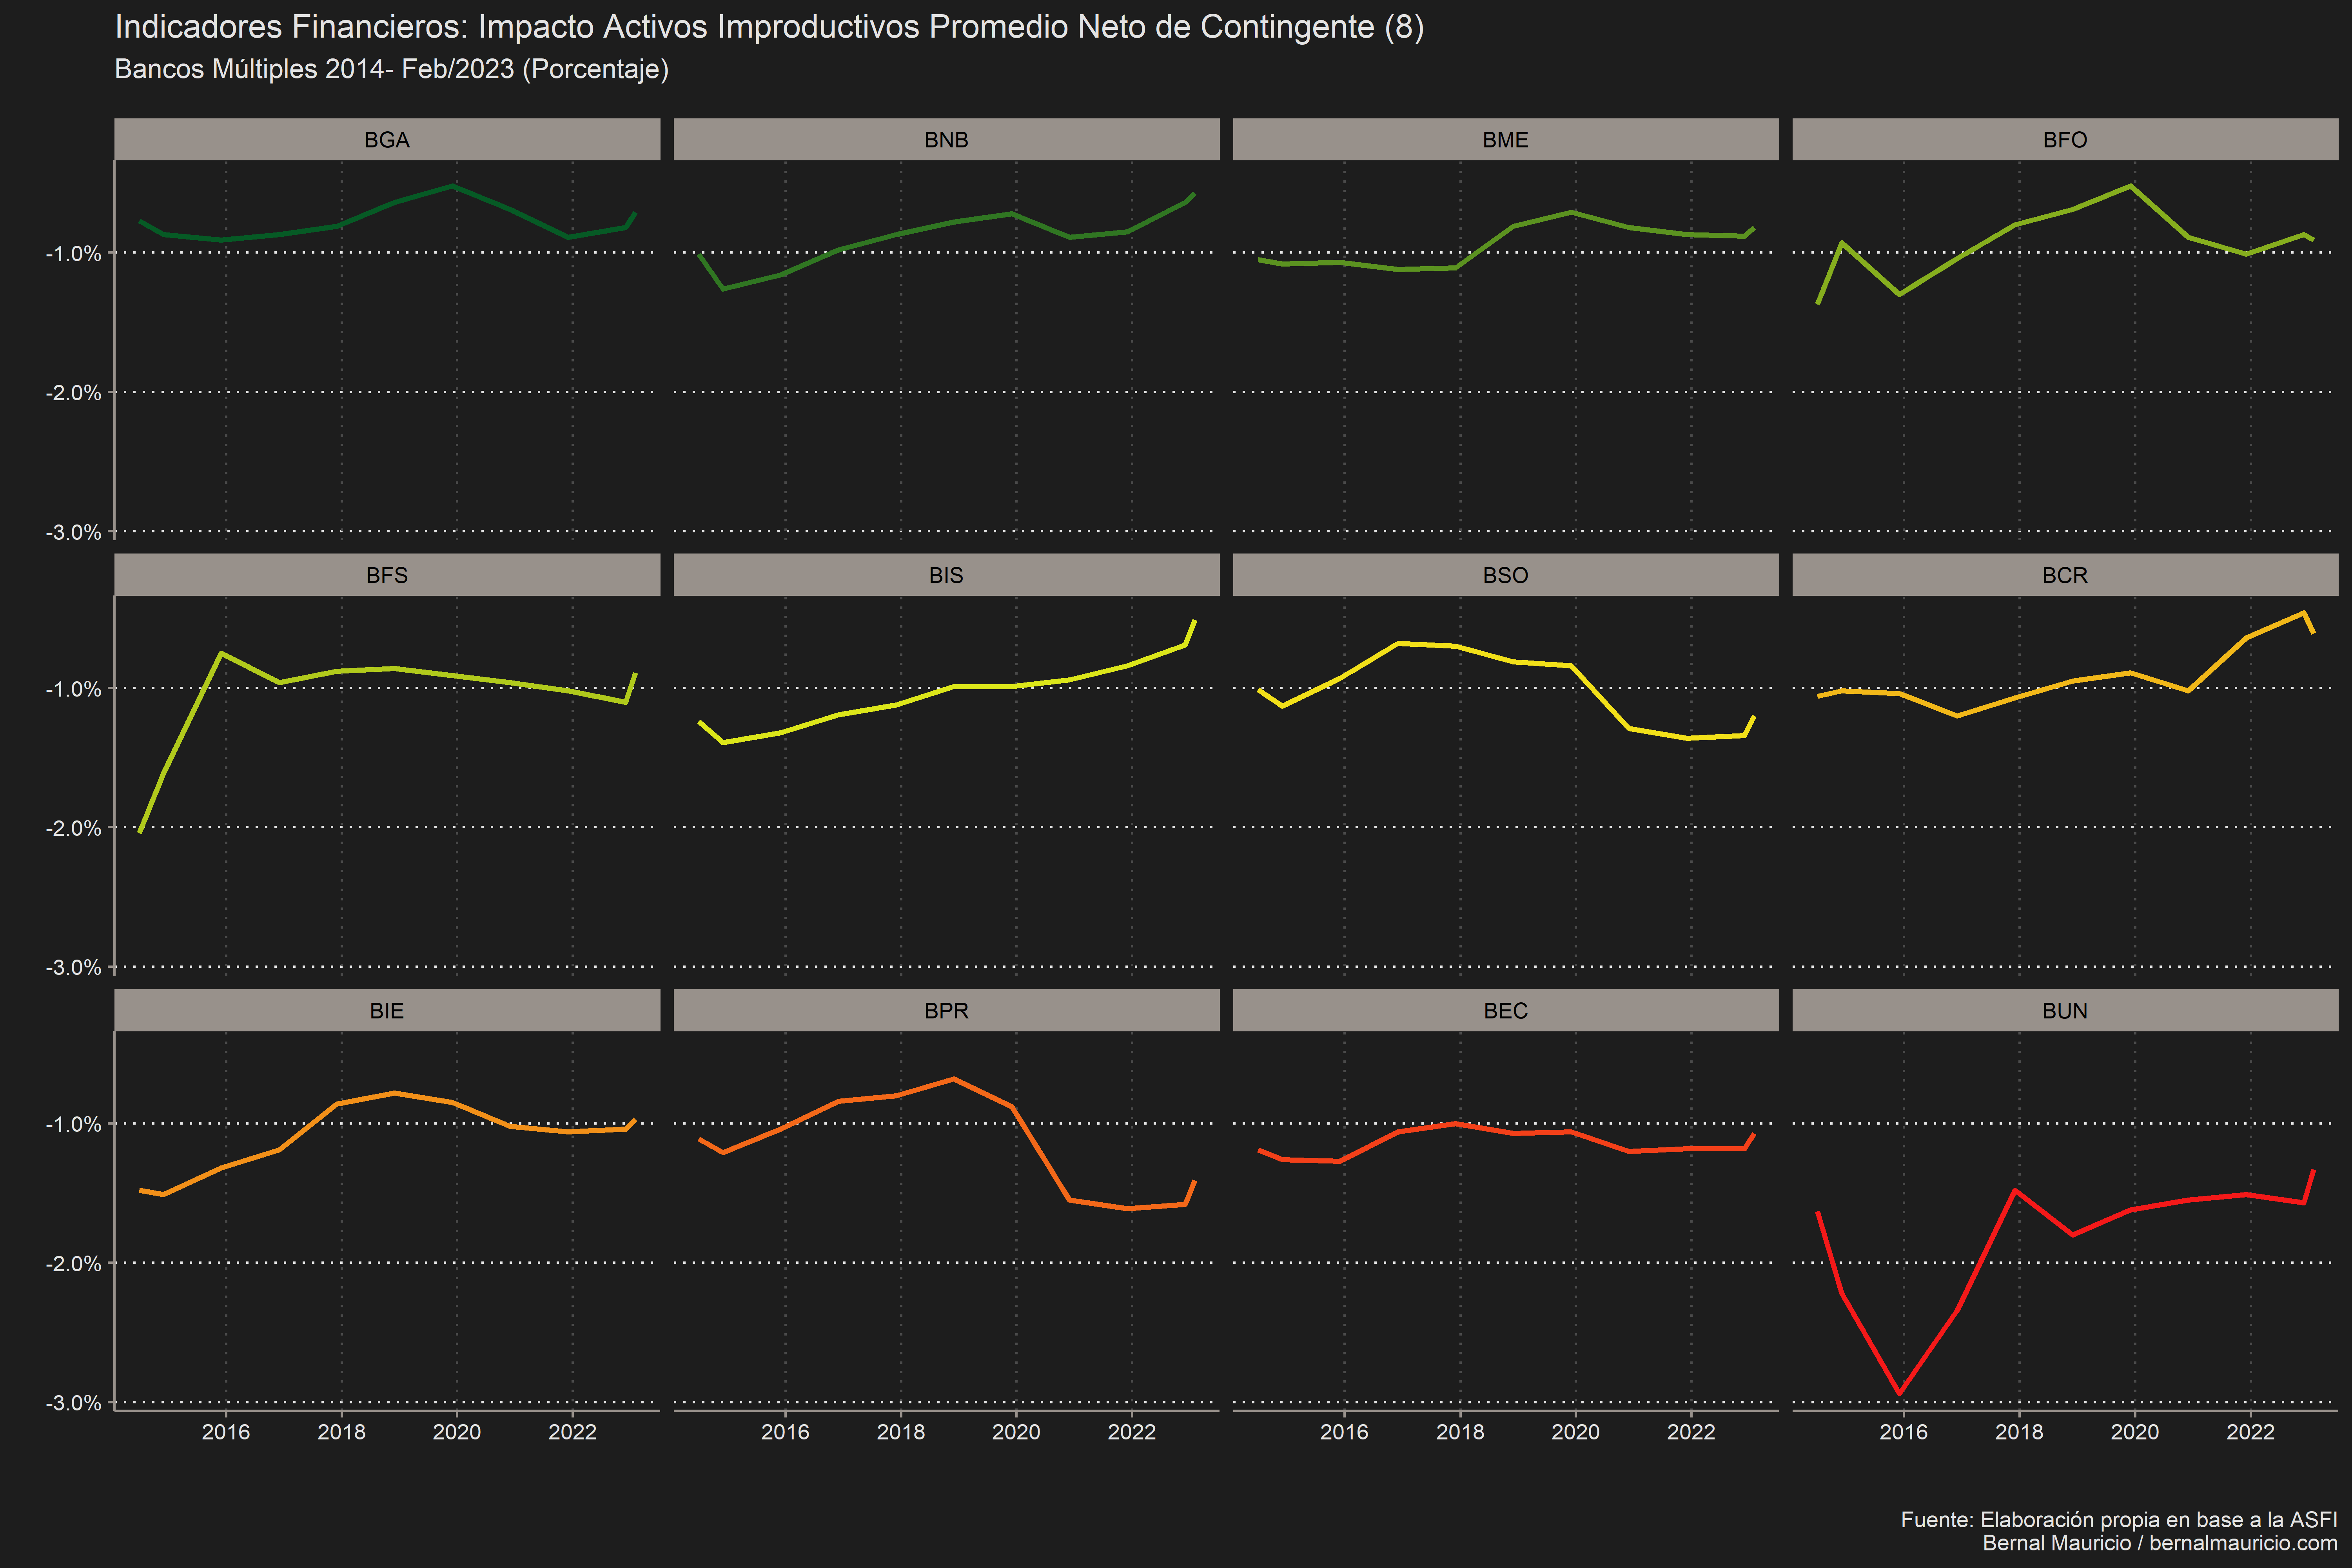 Indicadores Financieros: Impacto Activos Improductivos Promedio Neto de Contingente (8)
Bancos Múltiples 2014- Feb/2023 (Porcentaje)
BGA
BNB
BME
BFO
-1.0%
-2.0%
-3.0%
BFS
BIS
BSO
BCR
-1.0%
-2.0%
-3.0%
BIE
BPR
BEC
BUN
-1.0%
-2.0%
-3.0%
2016 2018 2020 2022
2016 2018 2020 2022
2016 2018 2020 2022
2016 2018 2020 2022
Fuente: Elaboración propia en base a la ASFI
Bernal Mauricio / bernalmauricio.com